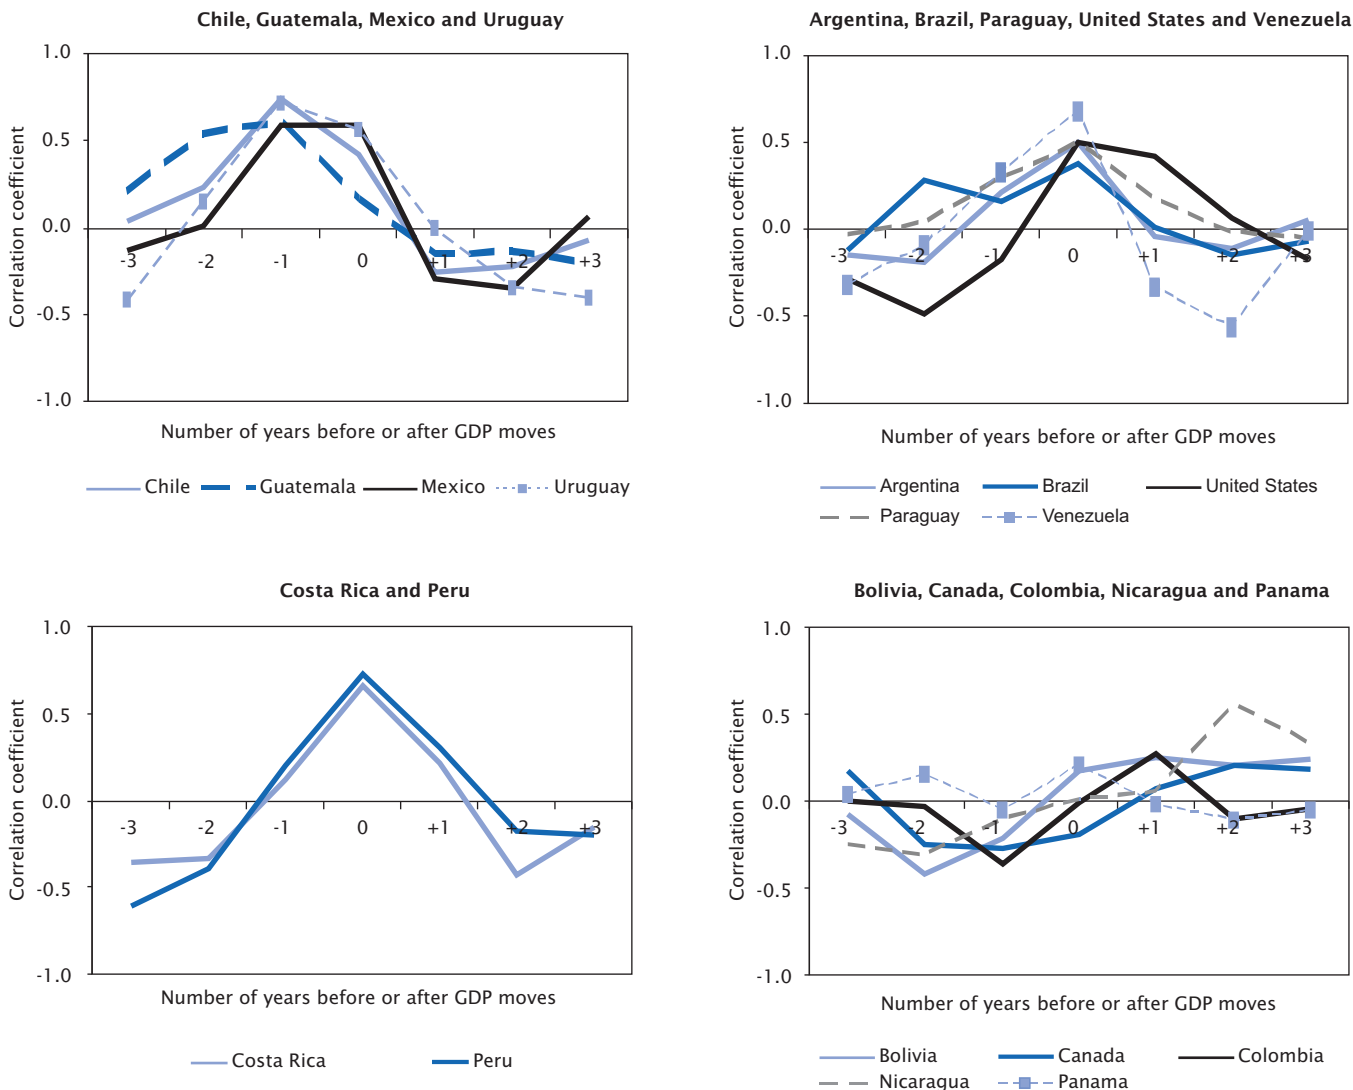 Chile, Guatemala, Mexico and Uruguay
1.0
0.5
0.0
-0.5
-1.0
Correlation coefficient
-3 -2 -1 0 +1 +2 +3
Number of years before or after GDP moves
Chile Guatemala Mexico Uruguay
Argentina, Brazil, Paraguay, United States and Venezuela
1.0
0.5
0.0
-0.5
-1.0
Correlation coefficient
-3 -2 -1 0 +1 +2 +3
Number of years before or after GDP moves
Argentina Brazil United States
Paraguay Venezuela
Costa Rica and Peru
1.0
0.5
0.0
-0.5
-1.0
Correlation coefficient
-3 -2 -1 0 +1 +2 +3
Number of years before or after GDP moves
Costa Rica Peru
Bolivia, Canada, Colombia, Nicaragua and Panama
1.0
0.5
0.0
-0.5
-1.0
Correlation coefficient
-3 -2 -1 0 +1 +2 +3
Number of years before or after GDP moves
Bolivia Canada Colombia
Nicaragua Panama